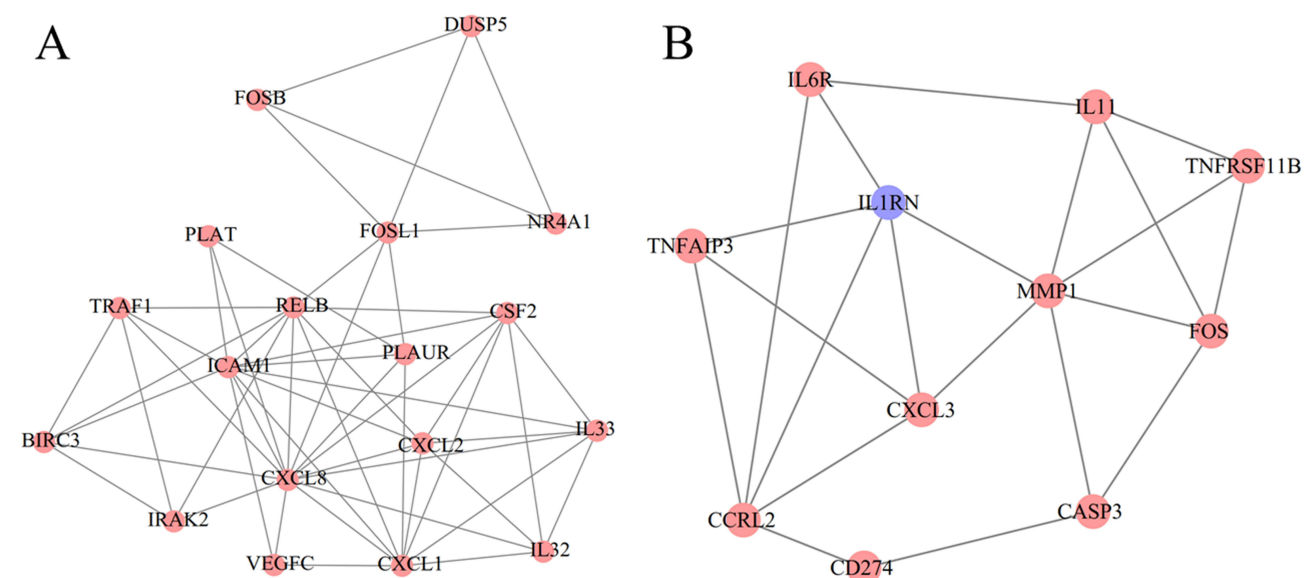 A
DUSP5
FOSB
FOSL1
NR4A1
PLAT
TRAF1
RELB
CSF2
ICAM1
PLAUR
BIRC3
CXCL2
IL33
CXCL8
IRAK2
VEGFC
CXCL1
IL32
B
IL6R
IL11
TNFRSF11B
IL1RN
TNFAIP3
MMP1
FOS
CXCL3
CCRL2
CASP3
CD274